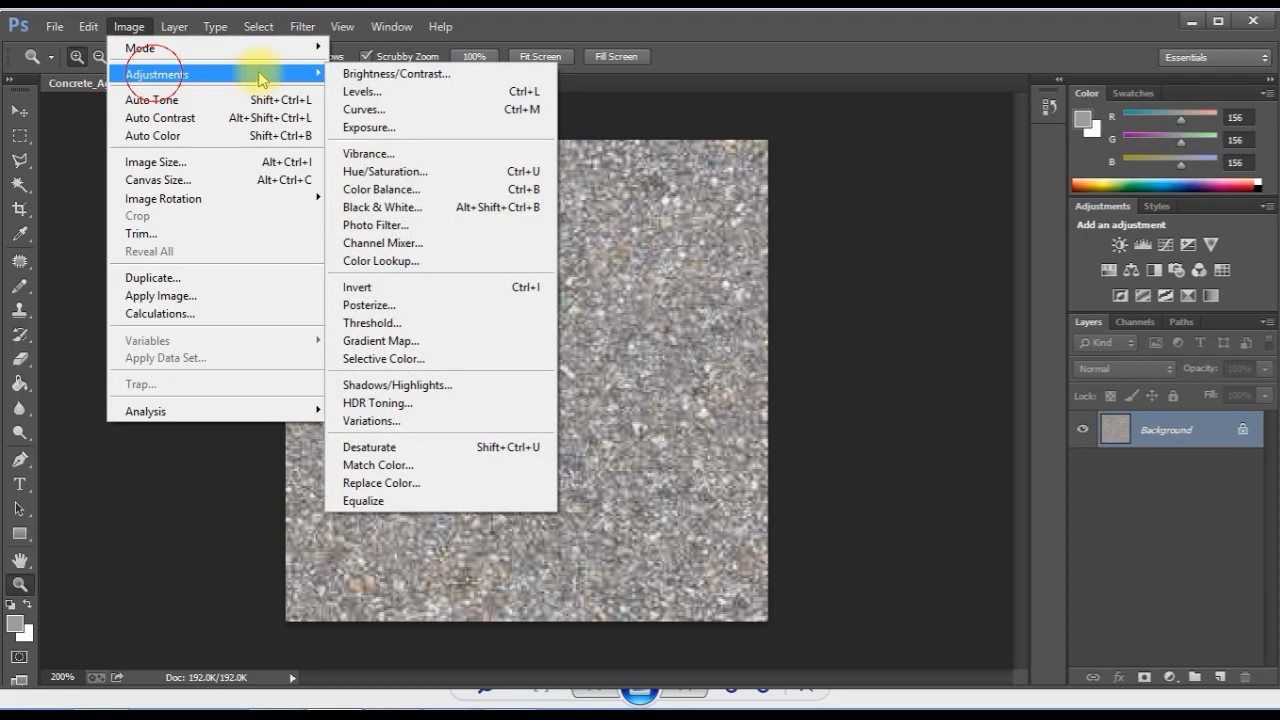 Ps File Edit Image Layer Type Select Filter View Window Help
Scrubby Zoom 100% Fit Screen Fill Screen Essentials
Mode
Adjustments
Auto Tone Shift+Ctrl+L
Auto Contrast Alt+Shift+Ctrl+L
Auto Color Shift+Ctrl+B
Image Size... Alt+Ctrl+I
Canvas Size... Alt+Ctrl+C
Image Rotation
Crop
Trim...
Reveal All
Duplicate...
Apply Image...
Calculations...
Variables
Apply Data Set...
Trap...
Analysis
Brightness/Contrast...
Levels... Ctrl+L
Curves... Ctrl+M
Exposure...
Vibrance...
Hue/Saturation... Ctrl+U
Color Balance... Ctrl+B
Black & White... Alt+Shift+Ctrl+B
Photo Filter...
Channel Mixer...
Color Lookup...
Invert Ctrl+I
Posterize...
Threshold...
Gradient Map...
Selective Color...
Shadows/Highlights...
HDR Toning...
Variations...
Desaturate Shift+Ctrl+U
Match Color...
Replace Color...
Equalize
Color Swatches
R 156
G 156
B 156
Adjustments Styles
Add an adjustment
Layers Channels Paths
Kind
Normal Opacity: 100%
Lock: Fill: 100%
Background
200% Doc: 192.0K/192.0K